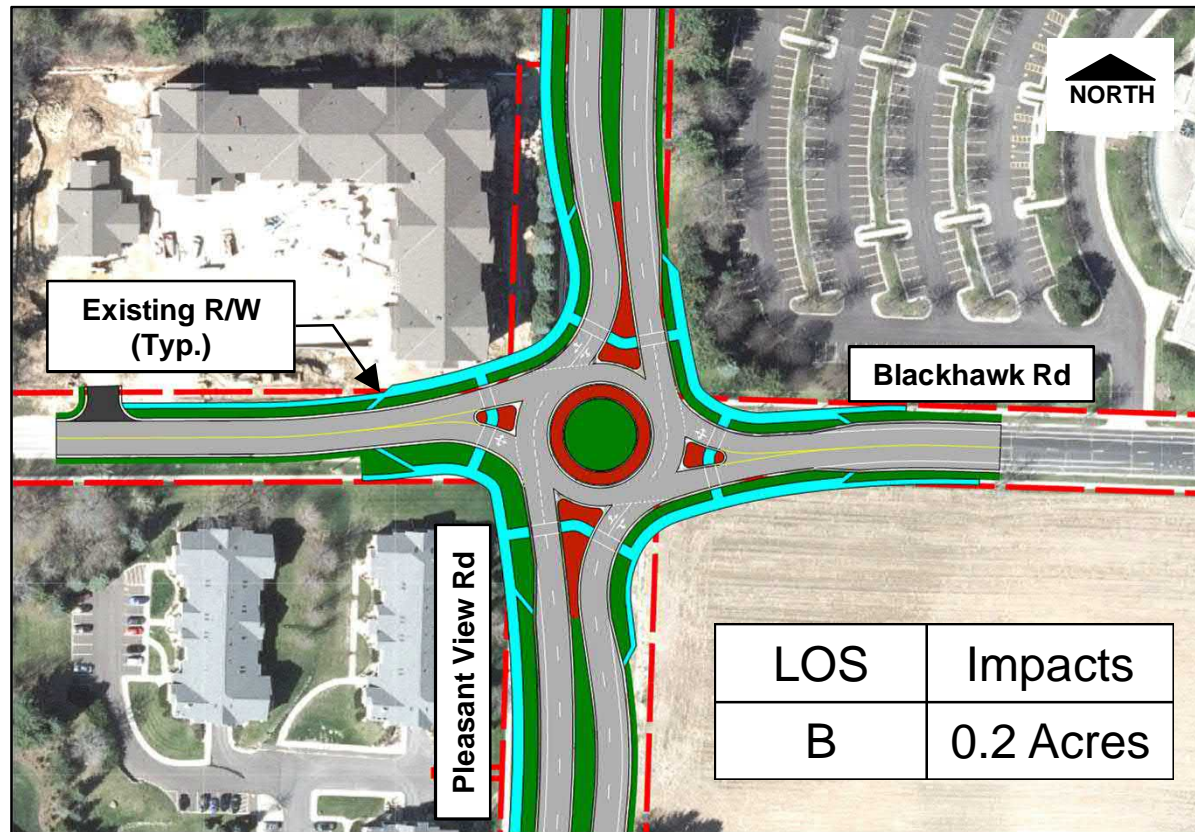 NORTH
Existing R/W
(Typ.)
Blackhawk Rd
Pleasant View Rd
LOS Impacts
B 0.2 Acres